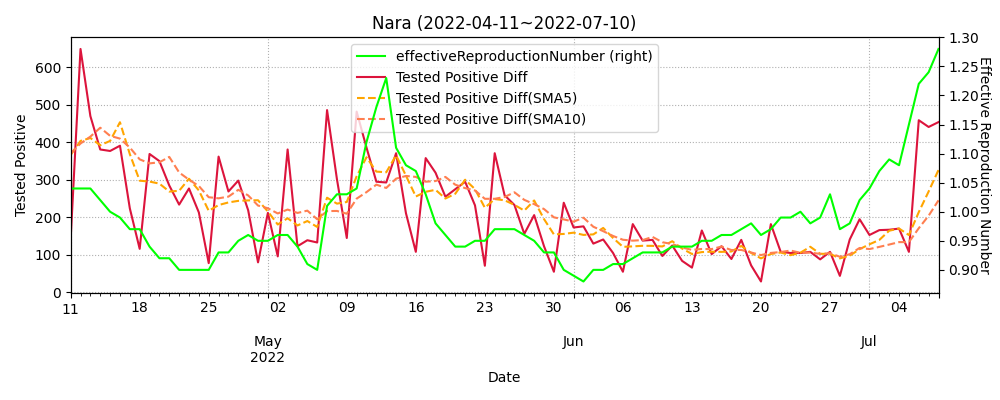 Nara (2022-04-11~2022-07-10)
effectiveReproductionNumber (right)
Tested Positive Diff
Tested Positive Diff(SMA5)
Tested Positive Diff(SMA10)
Tested Positive
600
500
400
300
200
100
0
Effective Reproduction Number
1.30
1.25
1.20
1.15
1.10
1.05
1.00
0.95
0.90
11 18 25 02 09 16 23 30 06 13 20 27 04
May Jun Jul
2022
Date